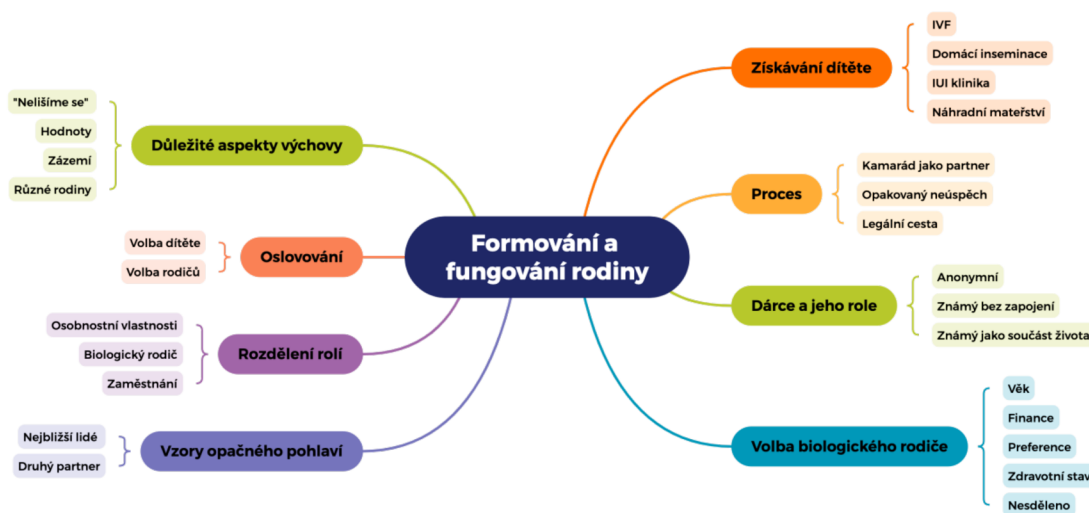 Formování a
fungování rodiny
Získávání dítěte
IVF
Domácí inseminace
IUI klinika
Náhradní mateřství
Proces
Kamarád jako partner
Opakovaný neúspěch
Legální cesta
Dárce a jeho role
Anonymní
Známý bez zapojení
Známý jako součást života
Volba biologického rodiče
Věk
Finance
Preference
Zdravotní stav
Nesděleno
Důležité aspekty výchovy
"Nelišíme se"
Hodnoty
Zázemí
Různé rodiny
Oslovování
Volba dítěte
Volba rodičů
Rozdělení rolí
Osobnostní vlastnosti
Biologický rodič
Zaměstnání
Vzory opačného pohlaví
Nejbližší lidé
Druhý partner